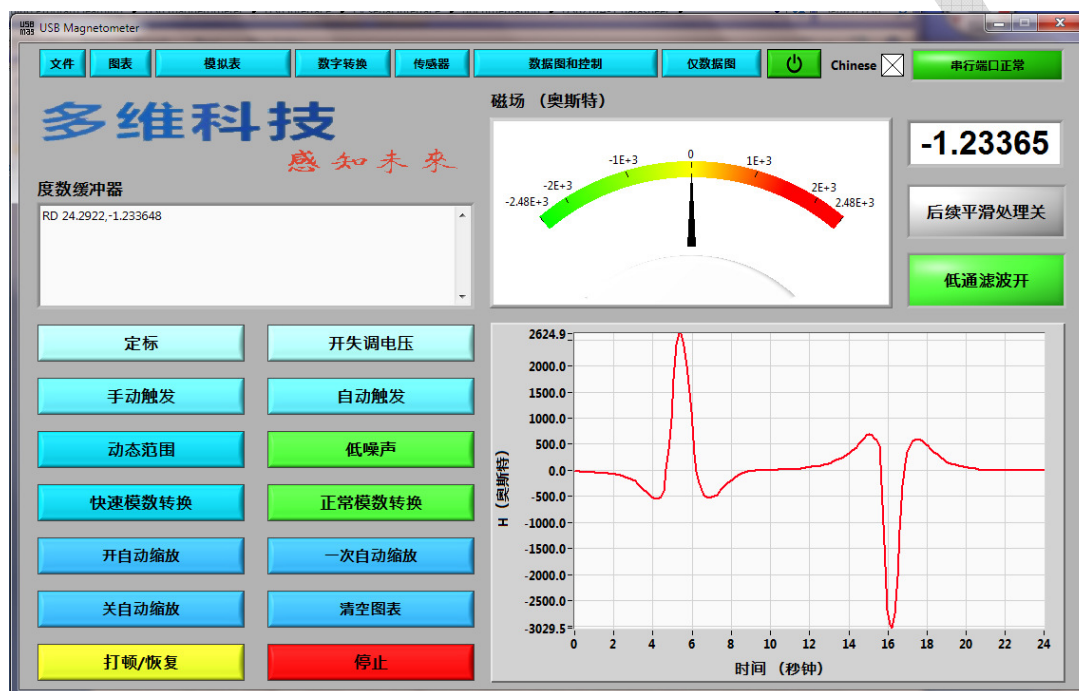 USB Magnetometer
文件 图表 模拟表 数字转换 传感器 数据图和控制 仅数据图 Chinese 串行端口正常
多维科技
感知未来
磁场 （奥斯特）
-2.48E+3 -2E+3 -1E+3 0 1E+3 2E+3 2.48E+3
-1.23365
后续平滑处理关
低通滤波开
度数缓冲器
RD 24.2922,-1.233648
定标 开失调电压
手动触发 自动触发
动态范围 低噪声
快速模数转换 正常模数转换
开自动缩放 一次自动缩放
关自动缩放 清空图表
打顿/恢复 停止
H （奥斯特）
2624.9
2000.0
1500.0
1000.0
500.0
0.0
-500.0
-1000.0
-1500.0
-2000.0
-2500.0
-3029.5
0 2 4 6 8 10 12 14 16 18 20 22 24
时间 （秒钟）